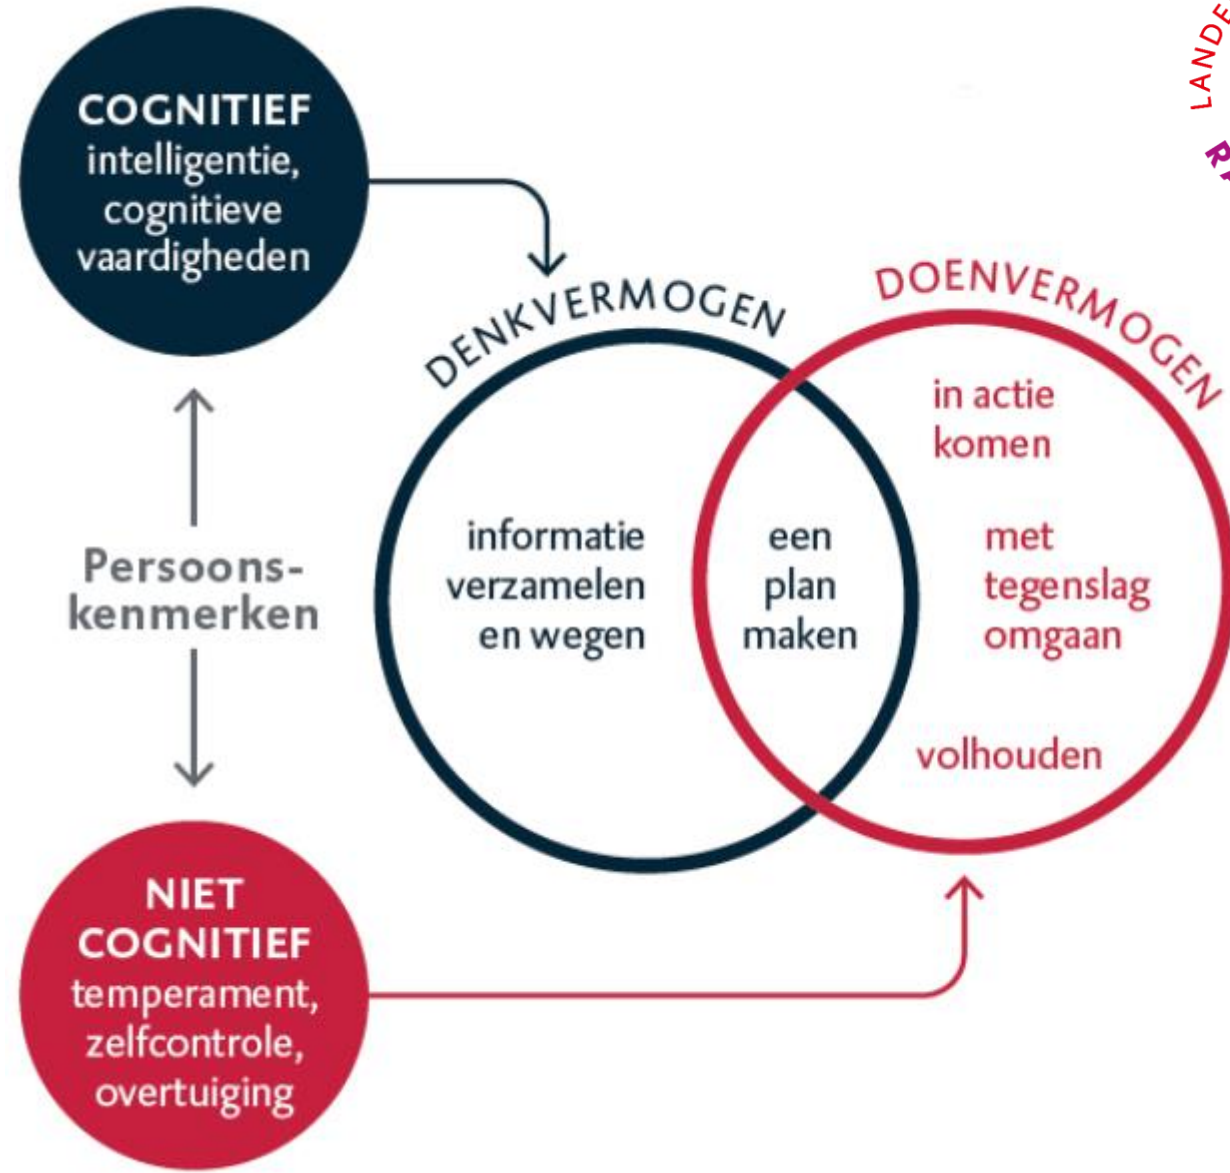 COGNITIEF
intelligentie,
cognitieve
vaardigheden
Persoons-
kenmerken
NIET
COGNITIEF
temperament,
zelfcontrole,
overtuiging
DENKVERMOGEN
informatie
verzamelen
en wegen
een
plan
maken
DOENVERMOGEN
in actie
komen
met
tegenslag
omgaan
volhouden